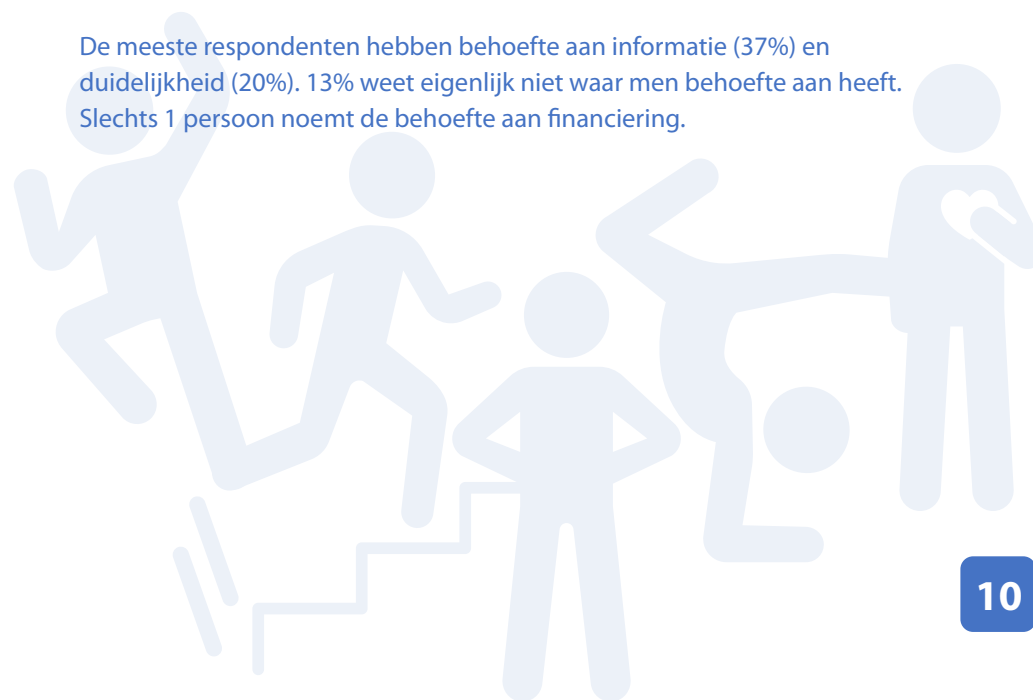 De meeste respondenten hebben behoefte aan informatie (37%) en
duidelijkheid (20%). 13% weet eigenlijk niet waar men behoefte aan heeft.
Slechts 1 persoon noemt de behoefte aan financiering.
10